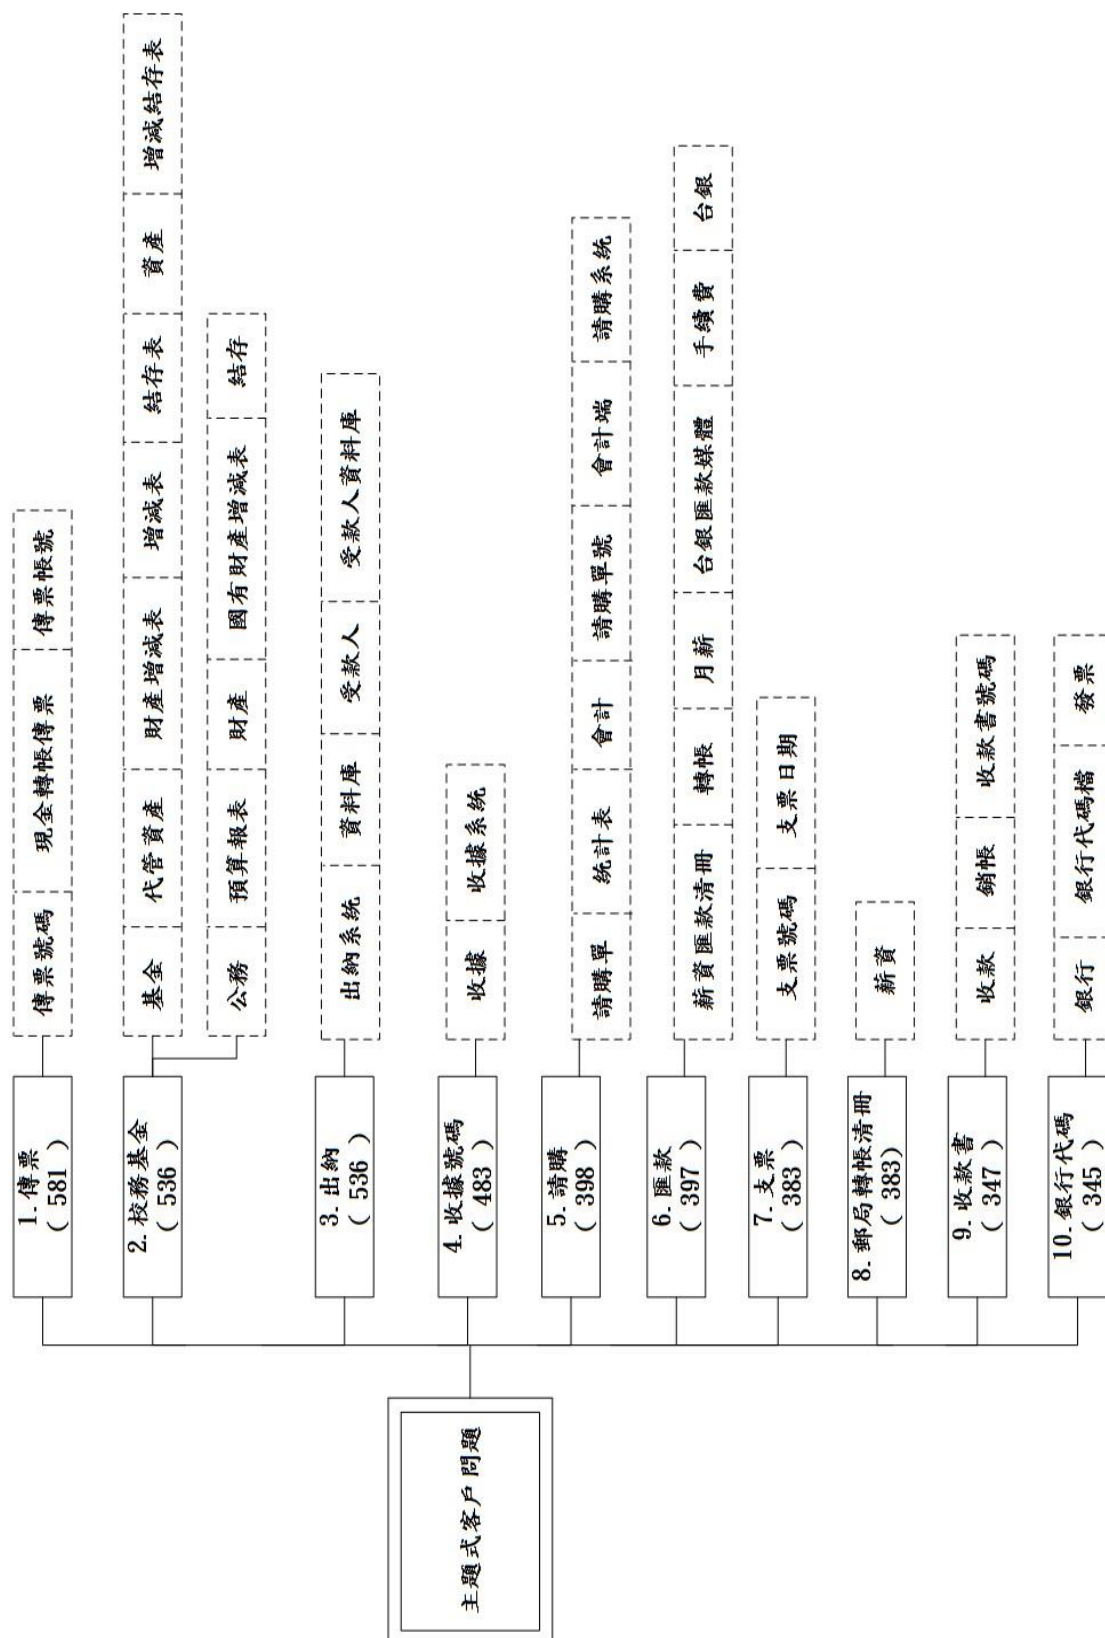 主題式客戶問題
1. 傳票
( 581 )
傳票號碼
現金轉帳傳票
傳票帳號
2. 校務基金
( 536 )
基金
代管資產
財產增減表
增減表
結存表
資產
增減結存表
公務
預算報表
財產
國有財產增減表
結存
3. 出納
( 536 )
出納系統
資料庫
受款人
受款人資料庫
4. 收據號碼
( 483 )
收據
收據系統
5. 請購
( 398 )
請購單
統計表
會計
請購單號
會計端
請購系統
6. 匯款
( 397 )
薪資匯款清冊
轉帳
月薪
台銀匯款媒體
手續費
台銀
7. 支票
( 383 )
支票號碼
支票日期
8. 郵局轉帳清冊
( 383)
薪資
9. 收款書
( 347 )
收款
銷帳
收款書號碼
10. 銀行代碼
( 345 )
銀行
銀行代碼檔
發票